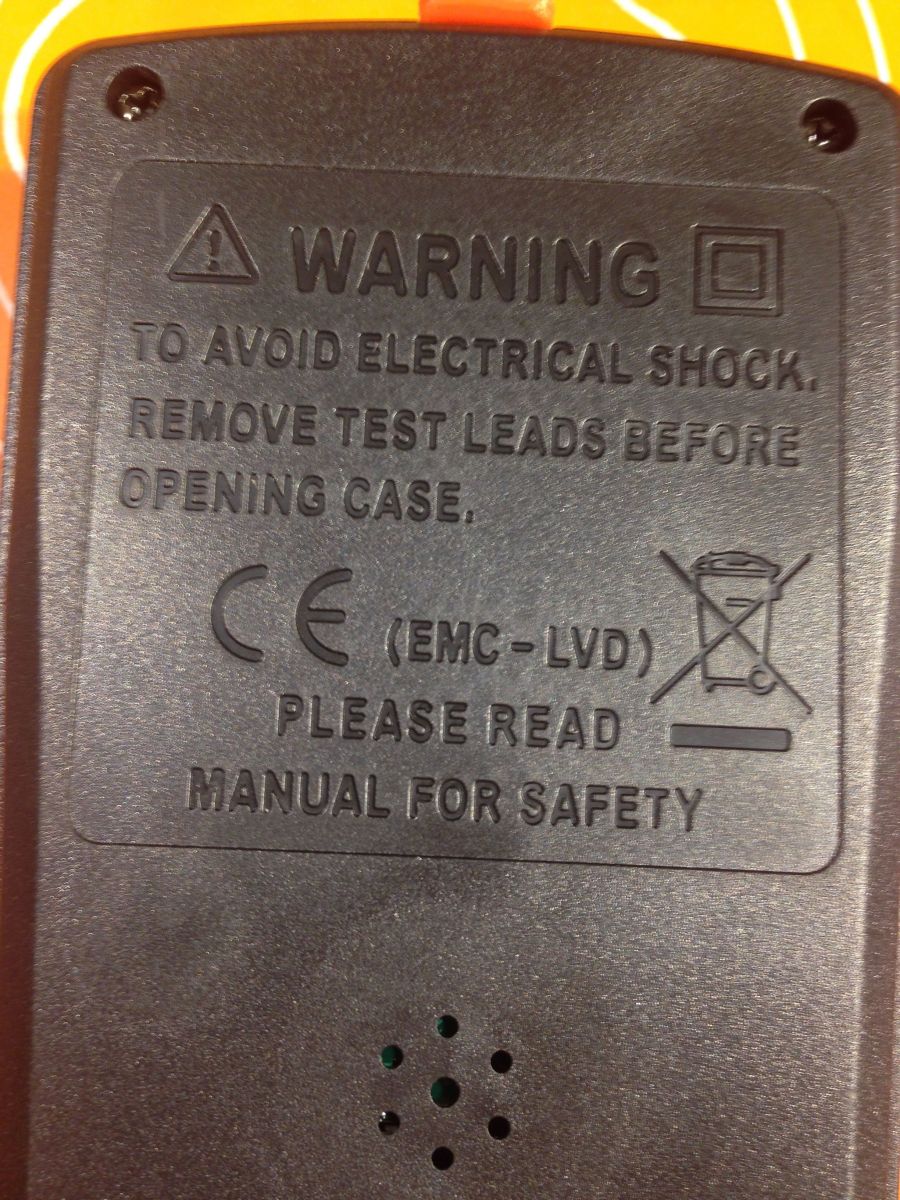 WARNING
TO AVOID ELECTRICAL SHOCK.
REMOVE TEST LEADS BEFORE
OPENING CASE.
CE (EMC-LVD)
PLEASE READ
MANUAL FOR SAFETY